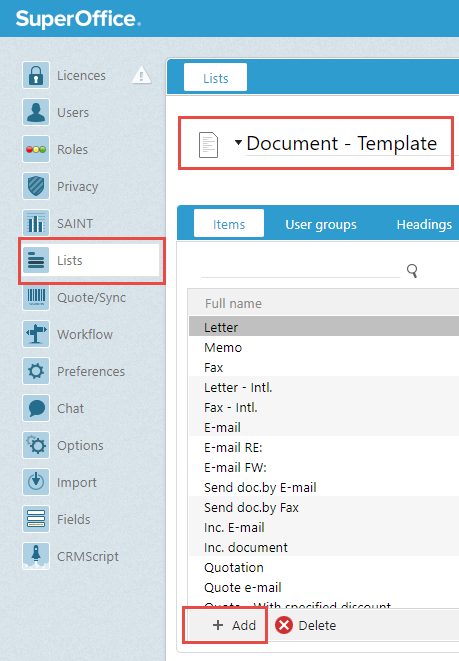 SuperOffice.
Licences
Users
Roles
Privacy
SAINT
Lists
Quote/Sync
Workflow
Preferences
Chat
Options
Import
Fields
CRMScript
Lists
Document - Template
Items User groups Headings
Full name
Letter
Memo
Fax
Letter - Intl.
Fax - Intl.
E-mail
E-mail RE:
E-mail FW:
Send doc.by E-mail
Send doc.by Fax
Inc. E-mail
Inc. document
Quotation
Quote e-mail
Quote - With specified discount
+ Add Delete